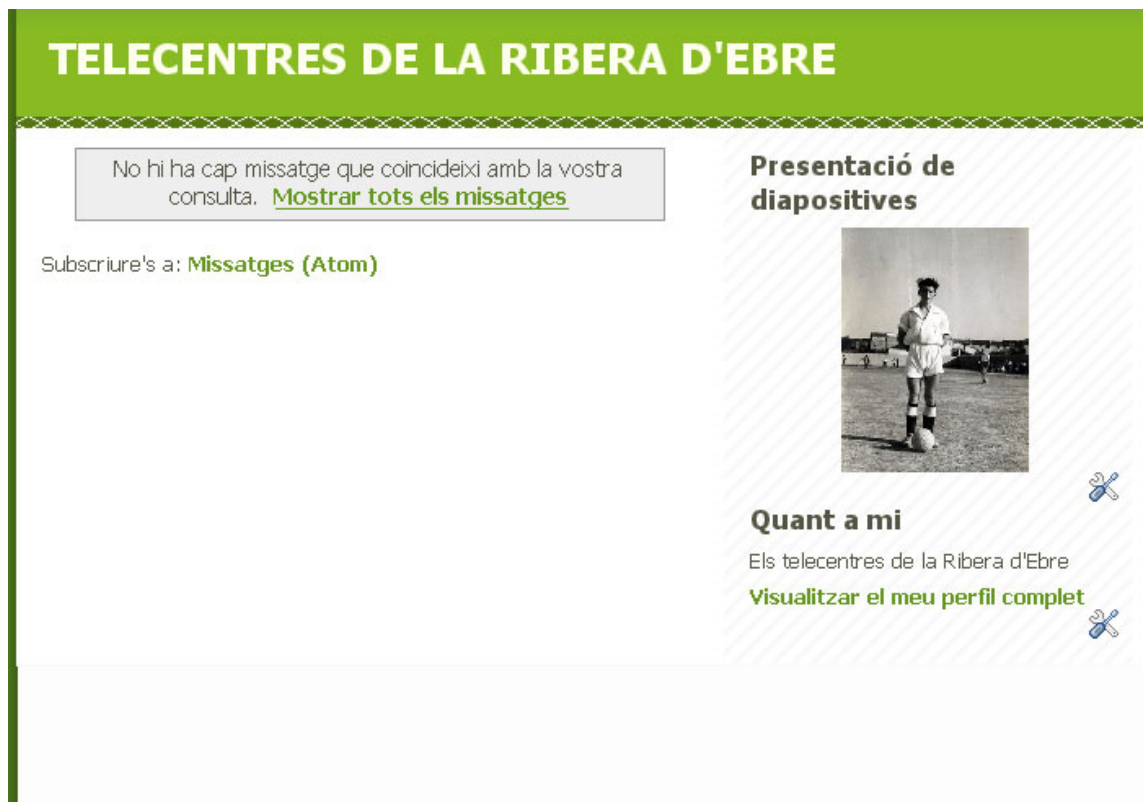 TELECENTRES DE LA RIBERA D'EBRE
No hi ha cap missatge que coincideixi amb la vostra
consulta. Mostrar tots els missatges
Subscriure's a: Missatges (Atom)
Presentació de
diapositives
Quant a mi
Els telecentres de la Ribera d'Ebre
Visualitzar el meu perfil complet